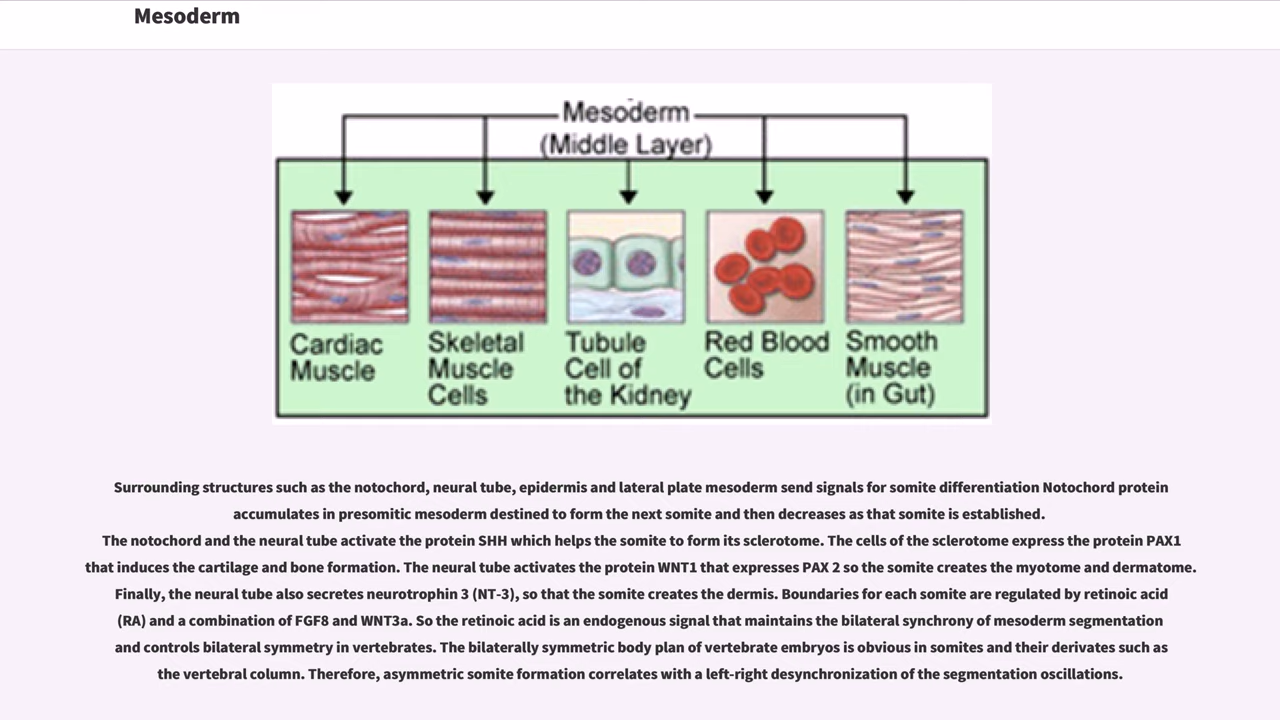 Mesoderm
Mesoderm
(Middle Layer)
Cardiac
Muscle
Skeletal
Muscle
Cells
Tubule
Cell of
the Kidney
Red Blood
Cells
Smooth
Muscle
(in Gut)
Surrounding structures such as the notochord, neural tube, epidermis and lateral plate mesoderm send signals for somite differentiation Notochord protein
accumulates in presomitic mesoderm destined to form the next somite and then decreases as that somite is established.
The notochord and the neural tube activate the protein SHH which helps the somite to form its sclerotome. The cells of the sclerotome express the protein PAX1
that induces the cartilage and bone formation. The neural tube activates the protein WNT1 that expresses PAX 2 so the somite creates the myotome and dermatome.
Finally, the neural tube also secretes neurotrophin 3 (NT-3), so that the somite creates the dermis. Boundaries for each somite are regulated by retinoic acid
(RA) and a combination of FGF8 and WNT3a. So the retinoic acid is an endogenous signal that maintains the bilateral synchrony of mesoderm segmentation
and controls bilateral symmetry in vertebrates. The bilaterally symmetric body plan of vertebrate embryos is obvious in somites and their derivates such as
the vertebral column. Therefore, asymmetric somite formation correlates with a left-right desynchronization of the segmentation oscillations.